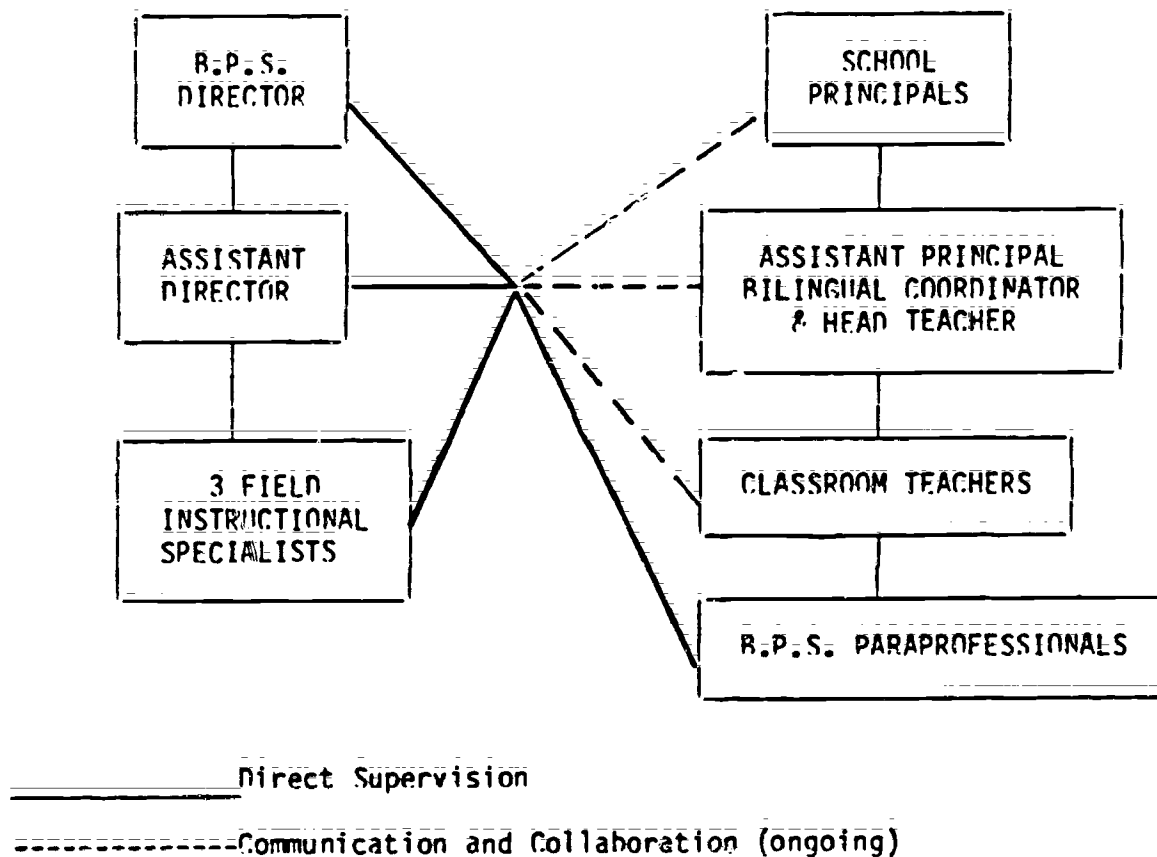 B.P.S.
DIRECTOR
SCHOOL
PRINCIPALS
ASSISTANT
DIRECTOR
ASSISTANT PRINCIPAL
BILINGUAL COORDINATOR
& HEAD TEACHER
3 FIELD
INSTRUCTIONAL
SPECIALISTS
CLASSROOM TEACHERS
B.P.S. PARAPROFESSIONALS
Direct Supervision
Communication and Collaboration (ongoing)